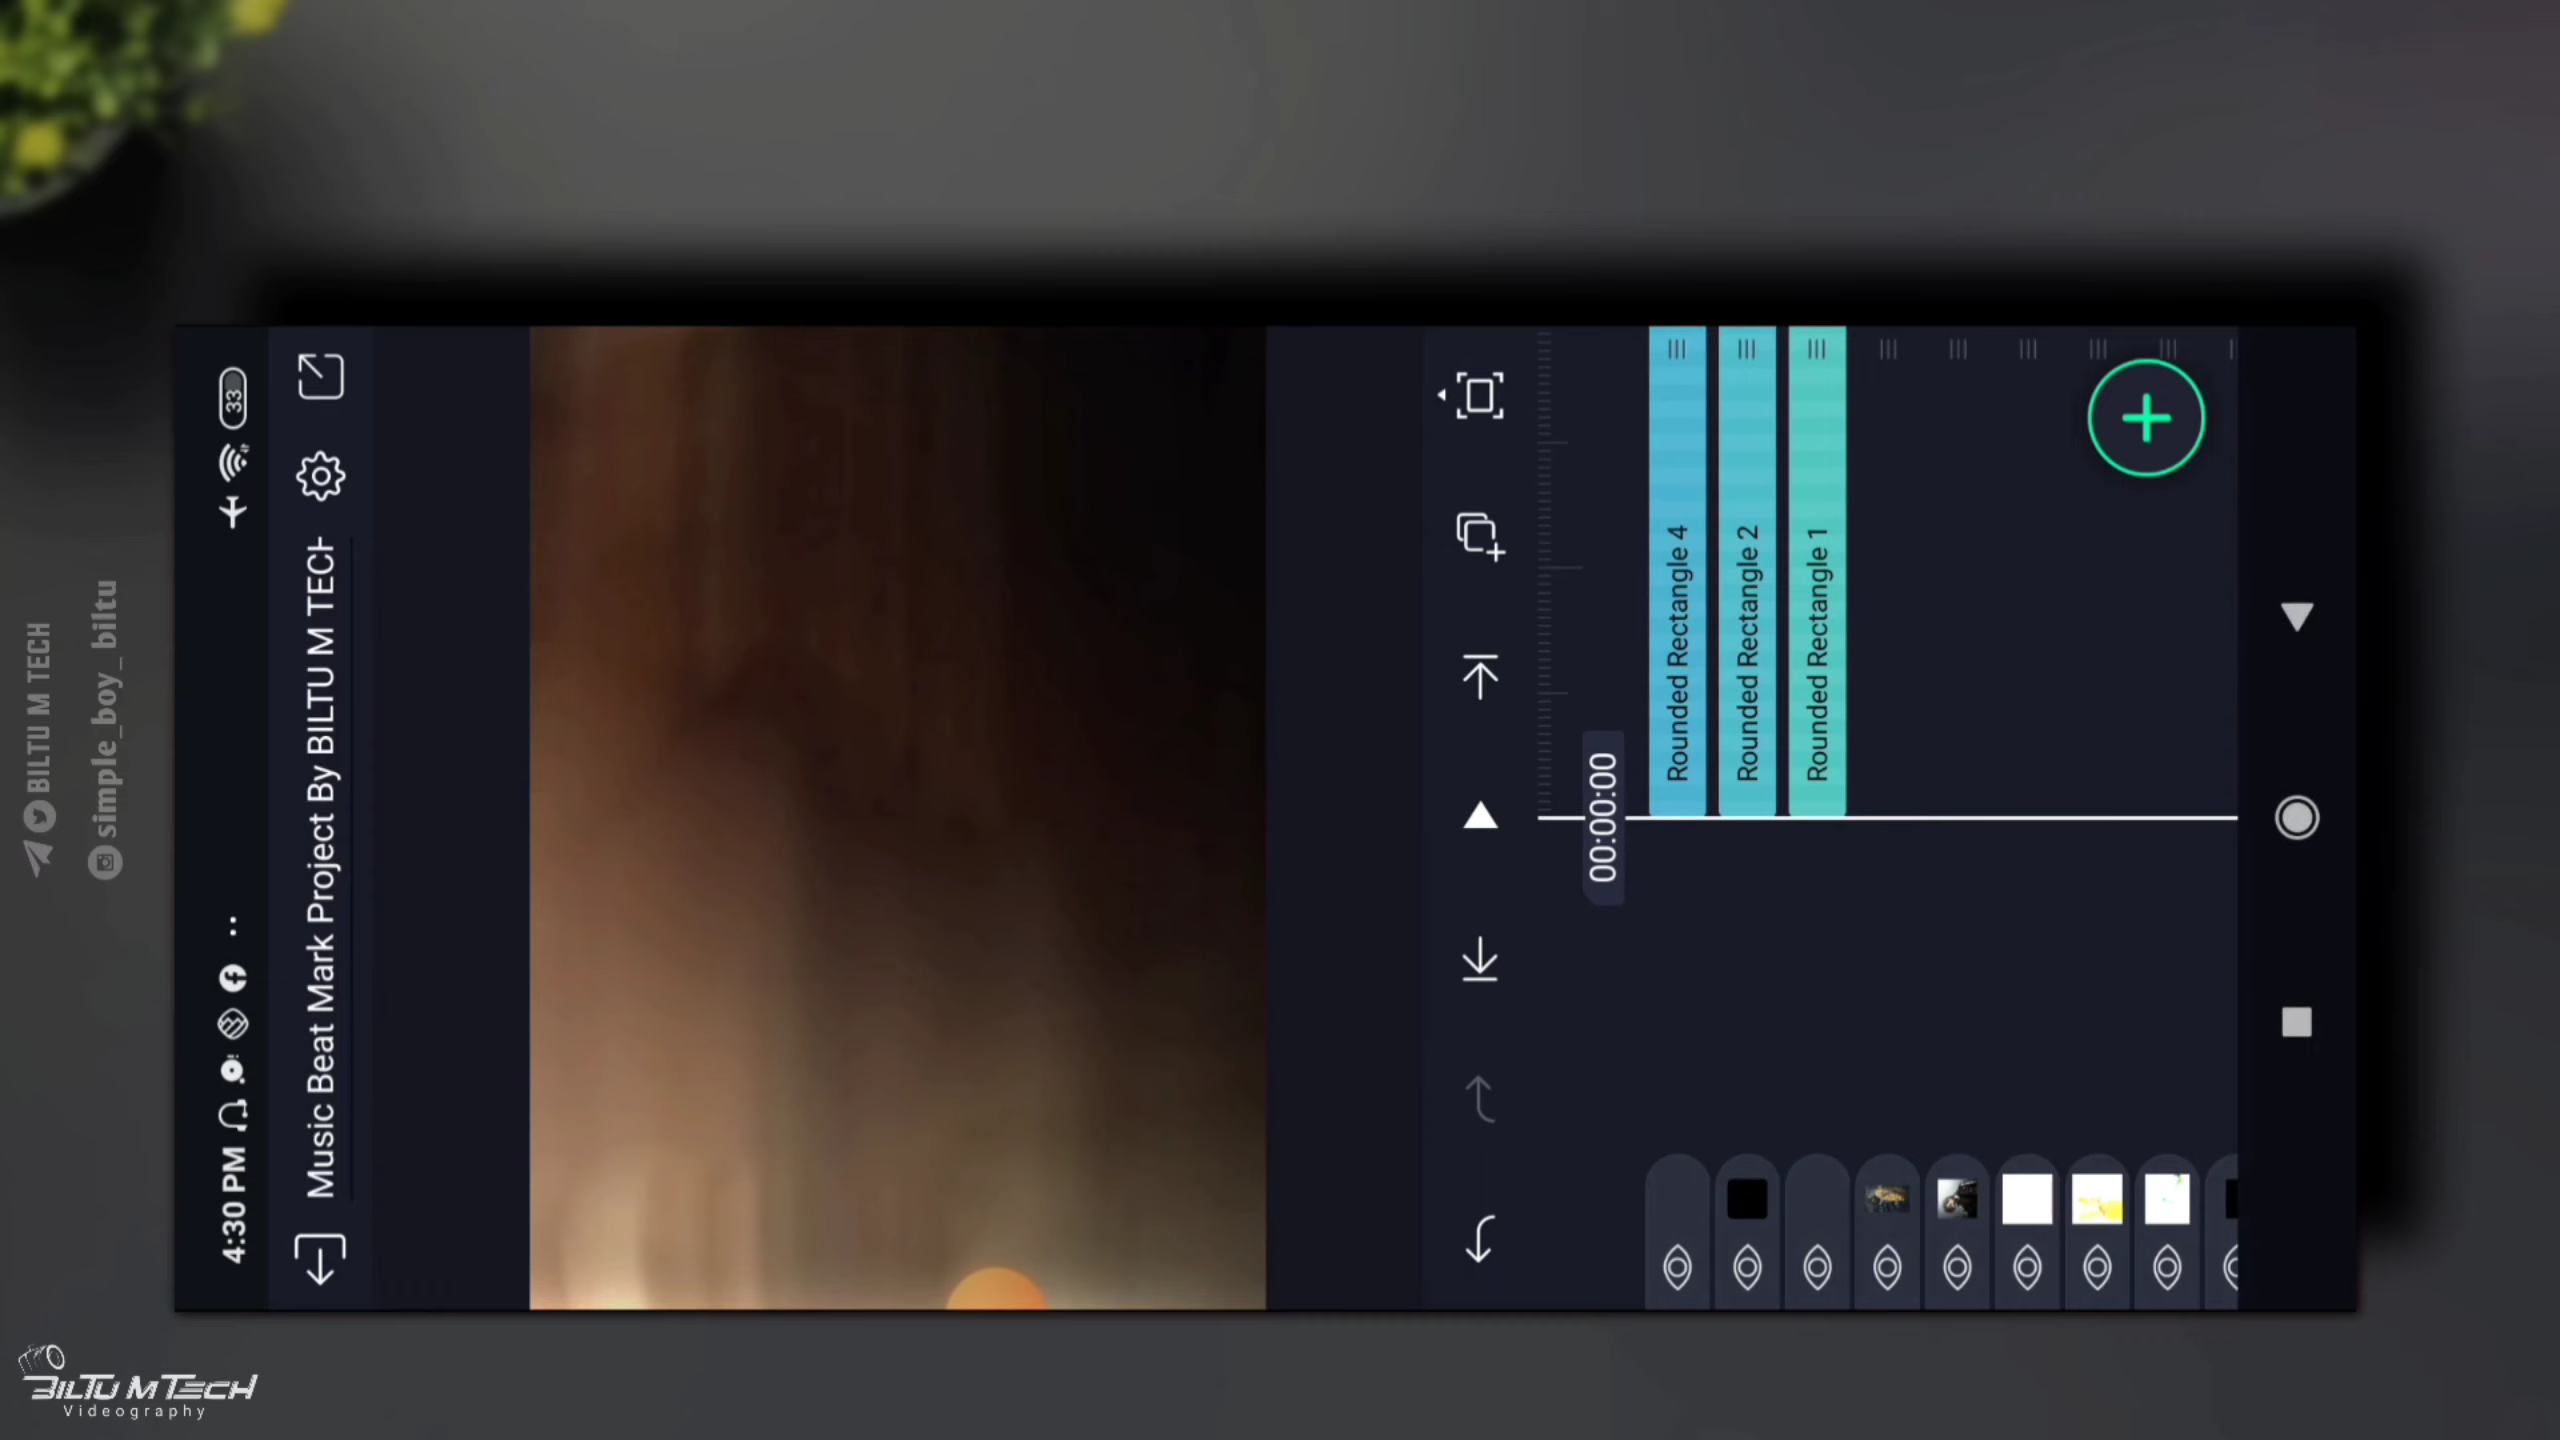 BILTU M TECH
simple_boy_biltu
4:30 PM
33
Music Beat Mark Project By BILTU M TECH
00:00:00
Rounded Rectangle 4
Rounded Rectangle 2
Rounded Rectangle 1
BILTU M TECH
Videography